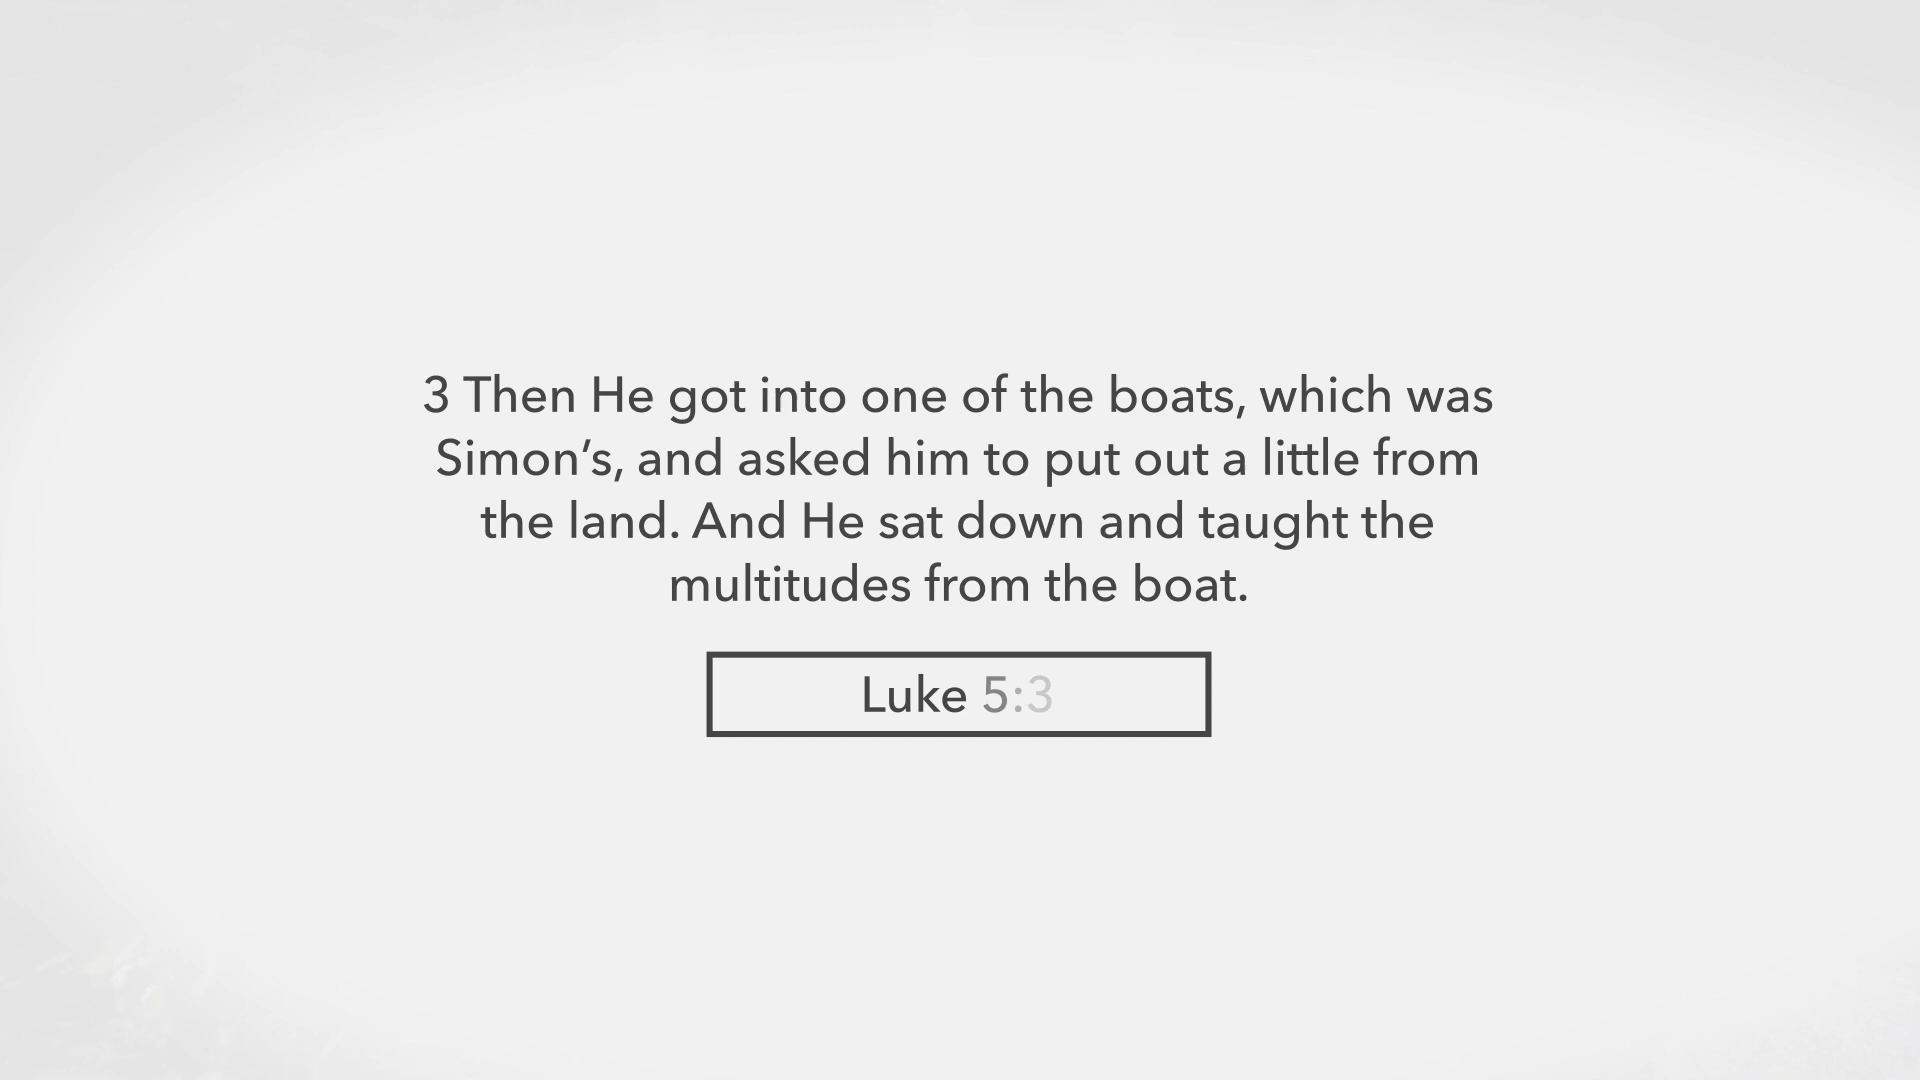 3 Then He got into one of the boats, which was
Simon’s, and asked him to put out a little from
the land. And He sat down and taught the
multitudes from the boat.
Luke 5:3